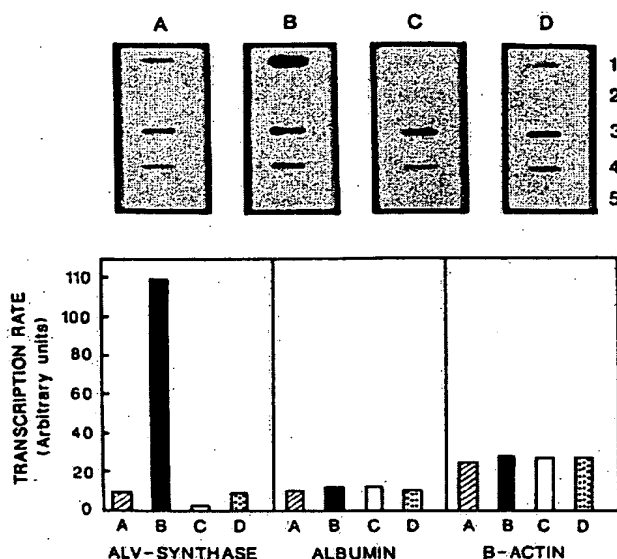 A B C D
1
2
3
4
5
TRANSCRIPTION RATE
(Arbitrary units)
110
100
80
60
40
20
0
A B C D A B C D A B C D
ALV-SYNTHASE ALBUMIN B-ACTIN